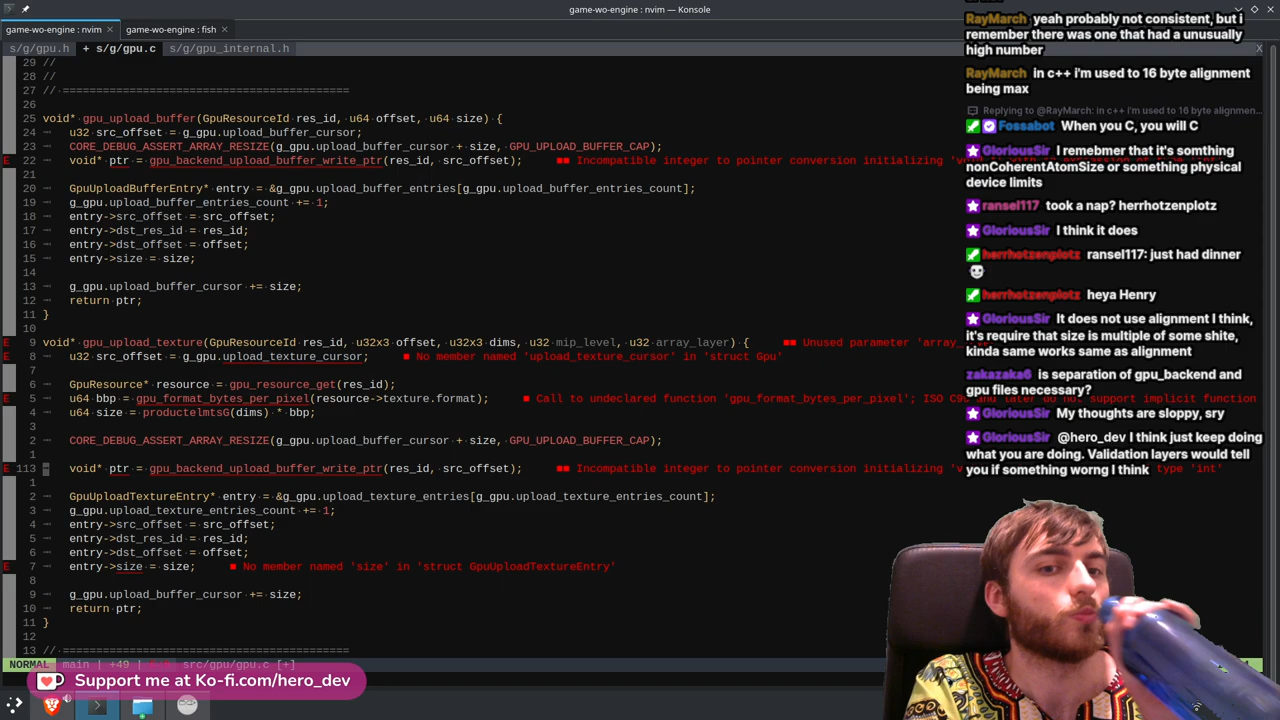 game-wo-engine : nvim — Konsole
game-wo-engine : nvim
game-wo-engine : fish
s/g/gpu.h
+ s/g/gpu.c
s/g/gpu_internal.h
X
29 //
28 //
27 // ===========================================
26
25 void* gpu_upload_buffer(GpuResourceId res_id, u64 offset, u64 size) {
24 u32 src_offset = g_gpu.upload_buffer_cursor;
23 CORE_DEBUG_ASSERT_ARRAY_RESIZE(g_gpu.upload_buffer_cursor + size, GPU_UPLOAD_BUFFER_CAP);
E 22 void* ptr = gpu_backend_upload_buffer_write_ptr(res_id, src_offset); ■■ Incompatible integer to pointer conversion initializing
21
20 GpuUploadBufferEntry* entry = &g_gpu.upload_buffer_entries[g_gpu.upload_buffer_entries_count];
19 g_gpu.upload_buffer_entries_count += 1;
18 entry->src_offset = src_offset;
17 entry->dst_res_id = res_id;
16 entry->dst_offset = offset;
15 entry->size = size;
14
13 g_gpu.upload_buffer_cursor += size;
12 return ptr;
11 }
10
E 9 void* gpu_upload_texture(GpuResourceId res_id, u32x3 offset, u32x3 dims, u32 mip_level, u32 array_layer) { ■■ Unused parameter 'array_
E 8 u32 src_offset = g_gpu.upload_texture_cursor; ■ No member named 'upload_texture_cursor' in 'struct Gpu'
7
6 GpuResource* resource = gpu_resource_get(res_id);
E 5 u64 bbp = gpu_format_bytes_per_pixel(resource->texture.format); ■ Call to undeclared function 'gpu_format_bytes_per_pixel'; ISO C99 and later do not support implicit function
4 u64 size = productelmtsG(dims) * bbp;
3
2 CORE_DEBUG_ASSERT_ARRAY_RESIZE(g_gpu.upload_buffer_cursor + size, GPU_UPLOAD_BUFFER_CAP);
1
E 113 void* ptr = gpu_backend_upload_buffer_write_ptr(res_id, src_offset); ■■ Incompatible integer to pointer conversion initializing type 'int'
1
2 GpuUploadTextureEntry* entry = &g_gpu.upload_texture_entries[g_gpu.upload_texture_entries_count];
3 g_gpu.upload_texture_entries_count += 1;
4 entry->src_offset = src_offset;
5 entry->dst_res_id = res_id;
6 entry->dst_offset = offset;
E 7 entry->size = size; ■ No member named 'size' in 'struct GpuUploadTextureEntry'
8
9 g_gpu.upload_buffer_cursor += size;
10 return ptr;
11 }
12
13 // ===========================================
NORMAL main | +49 src/gpu/gpu.c [+]
Support me at Ko-fi.com/hero_dev
RayMarch yeah probably not consistent, but i
remember there was one that had a unusually
high number
RayMarch in c++ i'm used to 16 byte alignment
being max
Replying to @RayMarch: in c++ i'm used to 16 byte alignmen...
Fossabot When you C, you will C
GloriousSir I remebmer that it's somthing
nonCoherentAtomSize or something physical
device limits
ransel117 took a nap? herrhotzenplotz
GloriousSir I think it does
herrhotzenplotz ransel117: just had dinner
herrhotzenplotz heya Henry
GloriousSir It does not use alignment I think,
it's require that size is multiple of some shite,
kinda same works same as alignment
zakazaka6 is separation of gpu_backend and
gpu files necessary?
GloriousSir My thoughts are sloppy, sry
GloriousSir @hero_dev I think just keep doing
what you are doing. Validation layers would tell
you if something worng I think